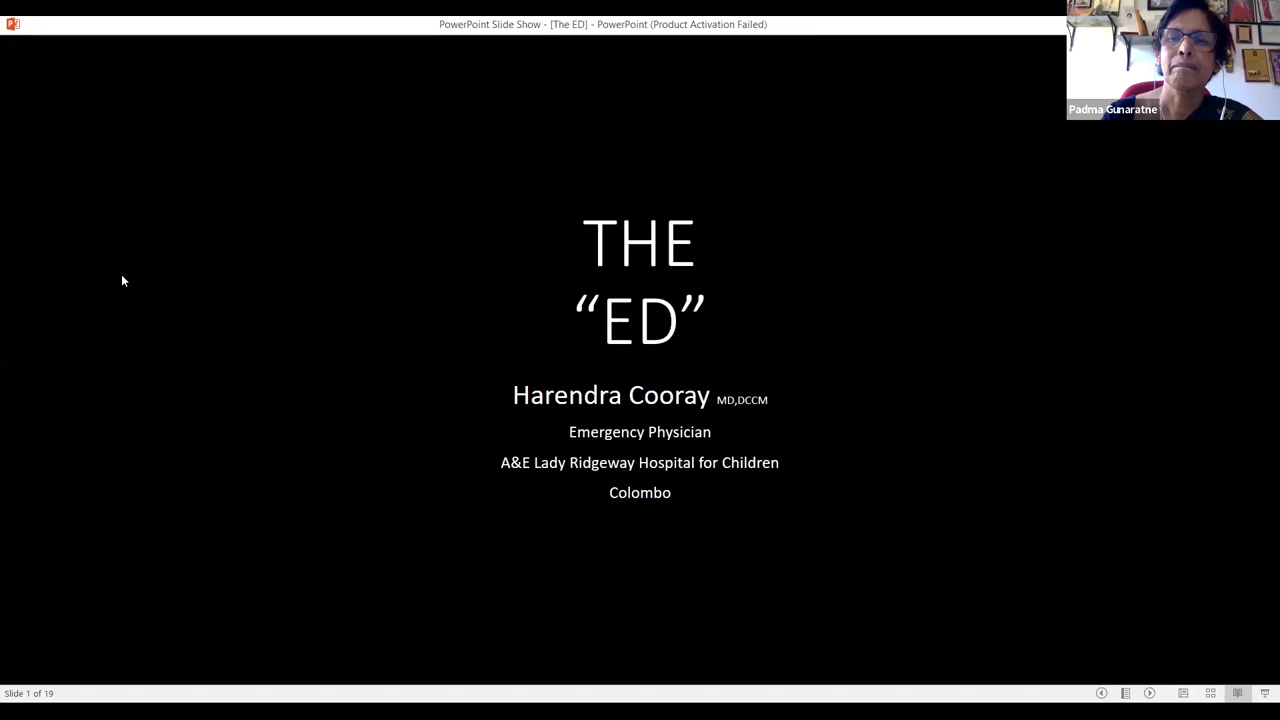 PowerPoint Slide Show - [The ED] - PowerPoint (Product Activation Failed)
Padma Gunaratne
THE
“ED”
Harendra Cooray MD,DCCM
Emergency Physician
A&E Lady Ridgeway Hospital for Children
Colombo
Slide 1 of 19